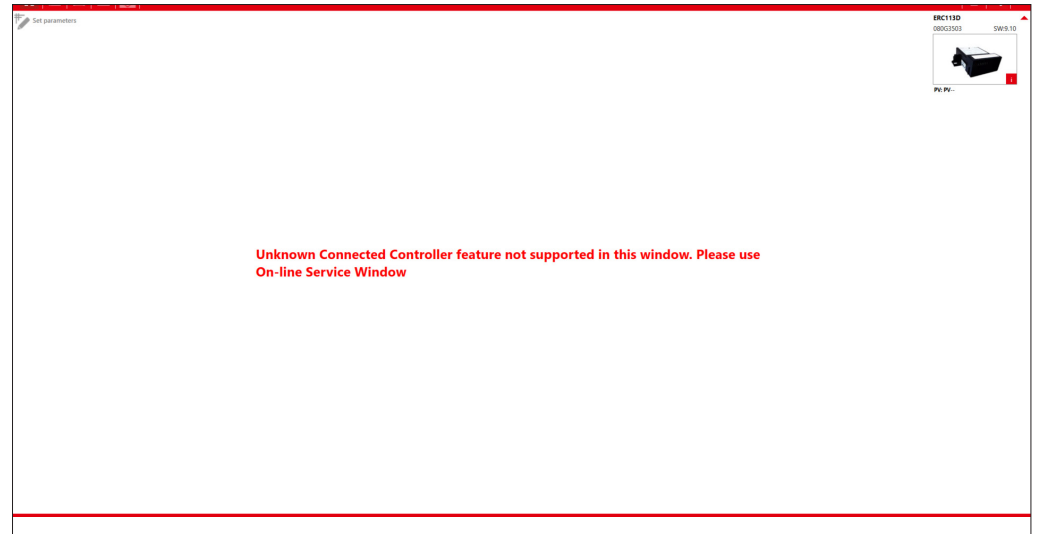 Set parameters
ERC113D
080G3503 SW:9.10
i
PV: PV--
Unknown Connected Controller feature not supported in this window. Please use
On-line Service Window